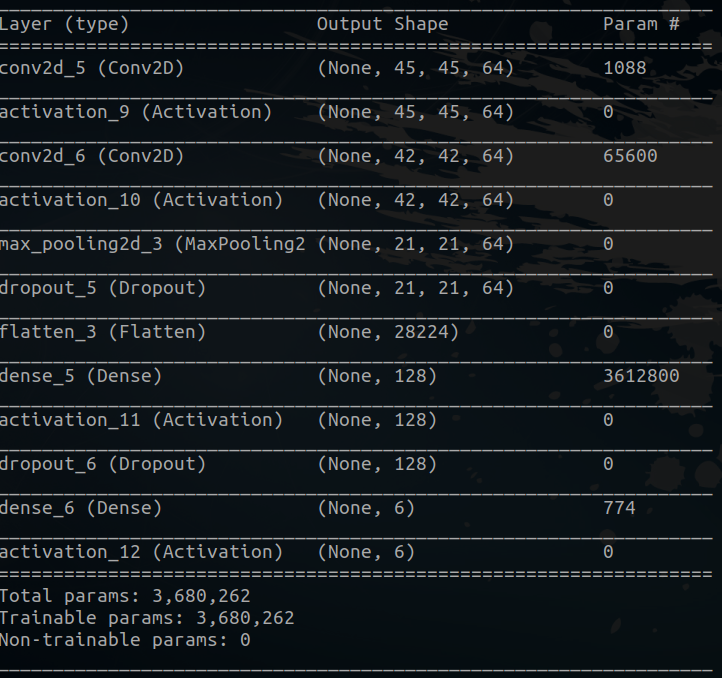 Layer (type) Output Shape Param #
=================================================================
conv2d_5 (Conv2D) (None, 45, 45, 64) 1088
activation_9 (Activation) (None, 45, 45, 64) 0
conv2d_6 (Conv2D) (None, 42, 42, 64) 65600
activation_10 (Activation) (None, 42, 42, 64) 0
max_pooling2d_3 (MaxPooling2 (None, 21, 21, 64) 0
dropout_5 (Dropout) (None, 21, 21, 64) 0
flatten_3 (Flatten) (None, 28224) 0
dense_5 (Dense) (None, 128) 3612800
activation_11 (Activation) (None, 128) 0
dropout_6 (Dropout) (None, 128) 0
dense_6 (Dense) (None, 6) 774
activation_12 (Activation) (None, 6) 0
=================================================================
Total params: 3,680,262
Trainable params: 3,680,262
Non-trainable params: 0